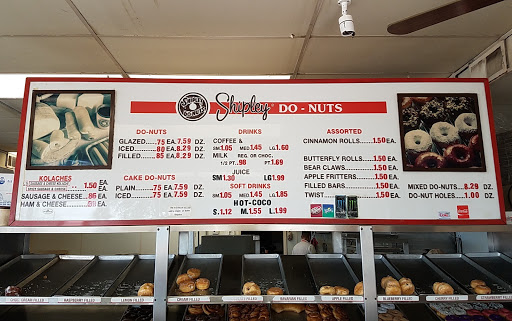 SHIPLEY DO-NUTS
Shipley DO - NUTS
DO-NUTS
GLAZED .75 EA. 7.59 DZ.
ICED .80 EA. 8.29 DZ.
FILLED .85 EA. 8.29 DZ.
DRINKS
COFFEE &
SM 1.05 MED 1.45 LG 1.60
MILK REG. OR CHOC.
1/2 PT. .98 PT 1.69
JUICE
SM 1.30 LG 1.99
SOFT DRINKS
SM 1.05 MED 1.45 LG 1.85
HOT-COCO
S. 1.12 M. 1.55 L. 1.99
ASSORTED
CINNAMON ROLLS 1.50 EA.
BUTTERFLY ROLLS 1.50 EA.
BEAR CLAWS 1.50 EA.
APPLE FRITTERS 1.50 EA.
FILLED BARS 1.50 EA.
TWIST 1.50 EA.
KOLACHES
1.50 EA.
SAUSAGE & CHEESE EA.
HAM & CHEESE EA.
CAKE DO-NUTS
PLAIN .75 EA. 7.59 DZ.
ICED .75 EA. 7.59 DZ.
MIXED DO-NUTS 8.29 DZ.
DO-NUT HOLES 1.00 DZ.
RASPBERRY FILLED
LEMON FILLED
CREAM FILLED
BAVARIAN FILLED
APPLE FILLED
BLUEBERRY FILLED
CHERRY FILLED